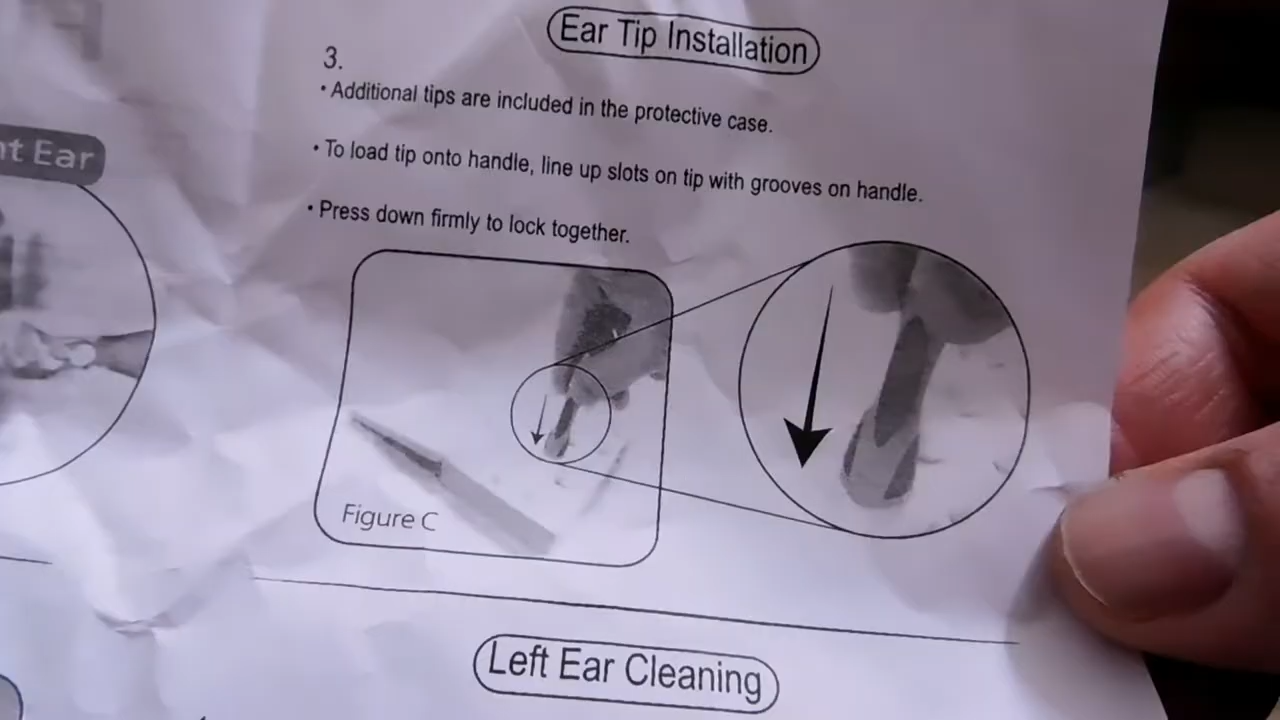 Ear Tip Installation
3.
• Additional tips are included in the protective case.
• To load tip onto handle, line up slots on tip with grooves on handle.
• Press down firmly to lock together.
Ear
Figure C
Left Ear Cleaning